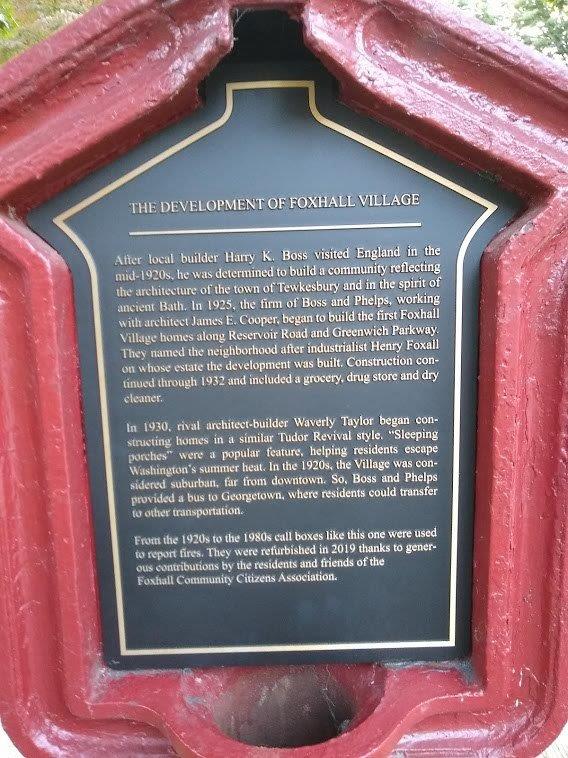 THE DEVELOPMENT OF FOXHALL VILLAGE
After local builder Harry K. Boss visited England in the
mid-1920s, he was determined to build a community reflecting
the architecture of the town of Tewkesbury and in the spirit of
ancient Bath. In 1925, the firm of Boss and Phelps, working
with architect James E. Cooper, began to build the first Foxhall
Village homes along Reservoir Road and Greenwich Parkway.
They named the neighborhood after industrialist Henry Foxall
on whose estate the development was built. Construction con-
tinued through 1932 and included a grocery, drug store and dry
cleaner.
In 1930, rival architect-builder Waverly Taylor began con-
structing homes in a similar Tudor Revival style. “Sleeping
porches” were a popular feature, helping residents escape
Washington's summer heat. In the 1920s, the Village was con-
sidered suburban, far from downtown. So, Boss and Phelps
provided a bus to Georgetown, where residents could transfer
to other transportation.
From the 1920s to the 1980s call boxes like this one were used
to report fires. They were refurbished in 2019 thanks to gener-
ous contributions by the residents and friends of the
Foxhall Community Citizens Association.